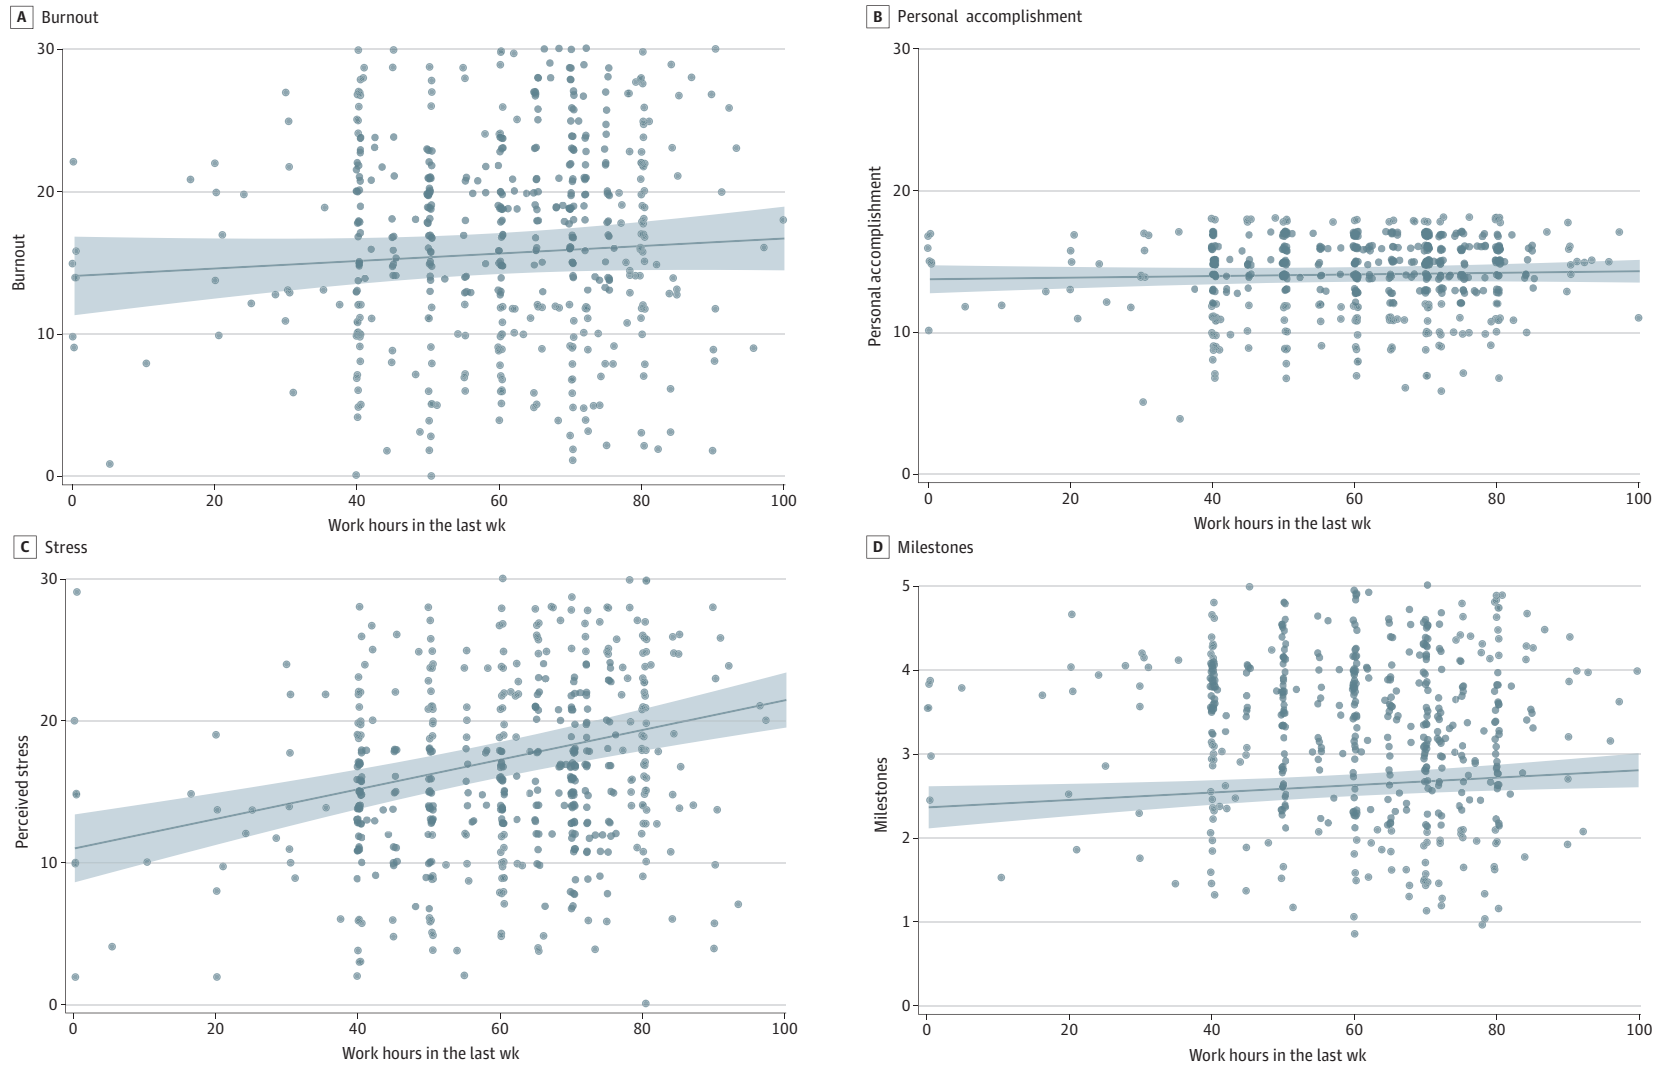 A Burnout
30
20
10
0
Burnout
0 20 40 60 80 100
Work hours in the last wk
B Personal accomplishment
30
20
10
0
Personal accomplishment
0 20 40 60 80 100
Work hours in the last wk
C Stress
30
20
10
0
Perceived stress
0 20 40 60 80 100
Work hours in the last wk
D Milestones
5
4
3
2
1
0
Milestones
0 20 40 60 80 100
Work hours in the last wk